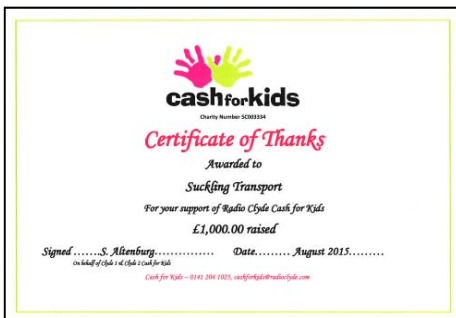 cashforkids
Charity Number SC003334
Certificate of Thanks
Awarded to
Suckling Transport
For your support of Radio Clyde Cash for Kids
£1,000.00 raised
Signed .......S. Altenburg............... Date......... August 2015.........
On behalf of Clyde 1 & Clyde 2 Cash for Kids
Cash for Kids – 0141 204 1025, cashforkids@radioclyde.com